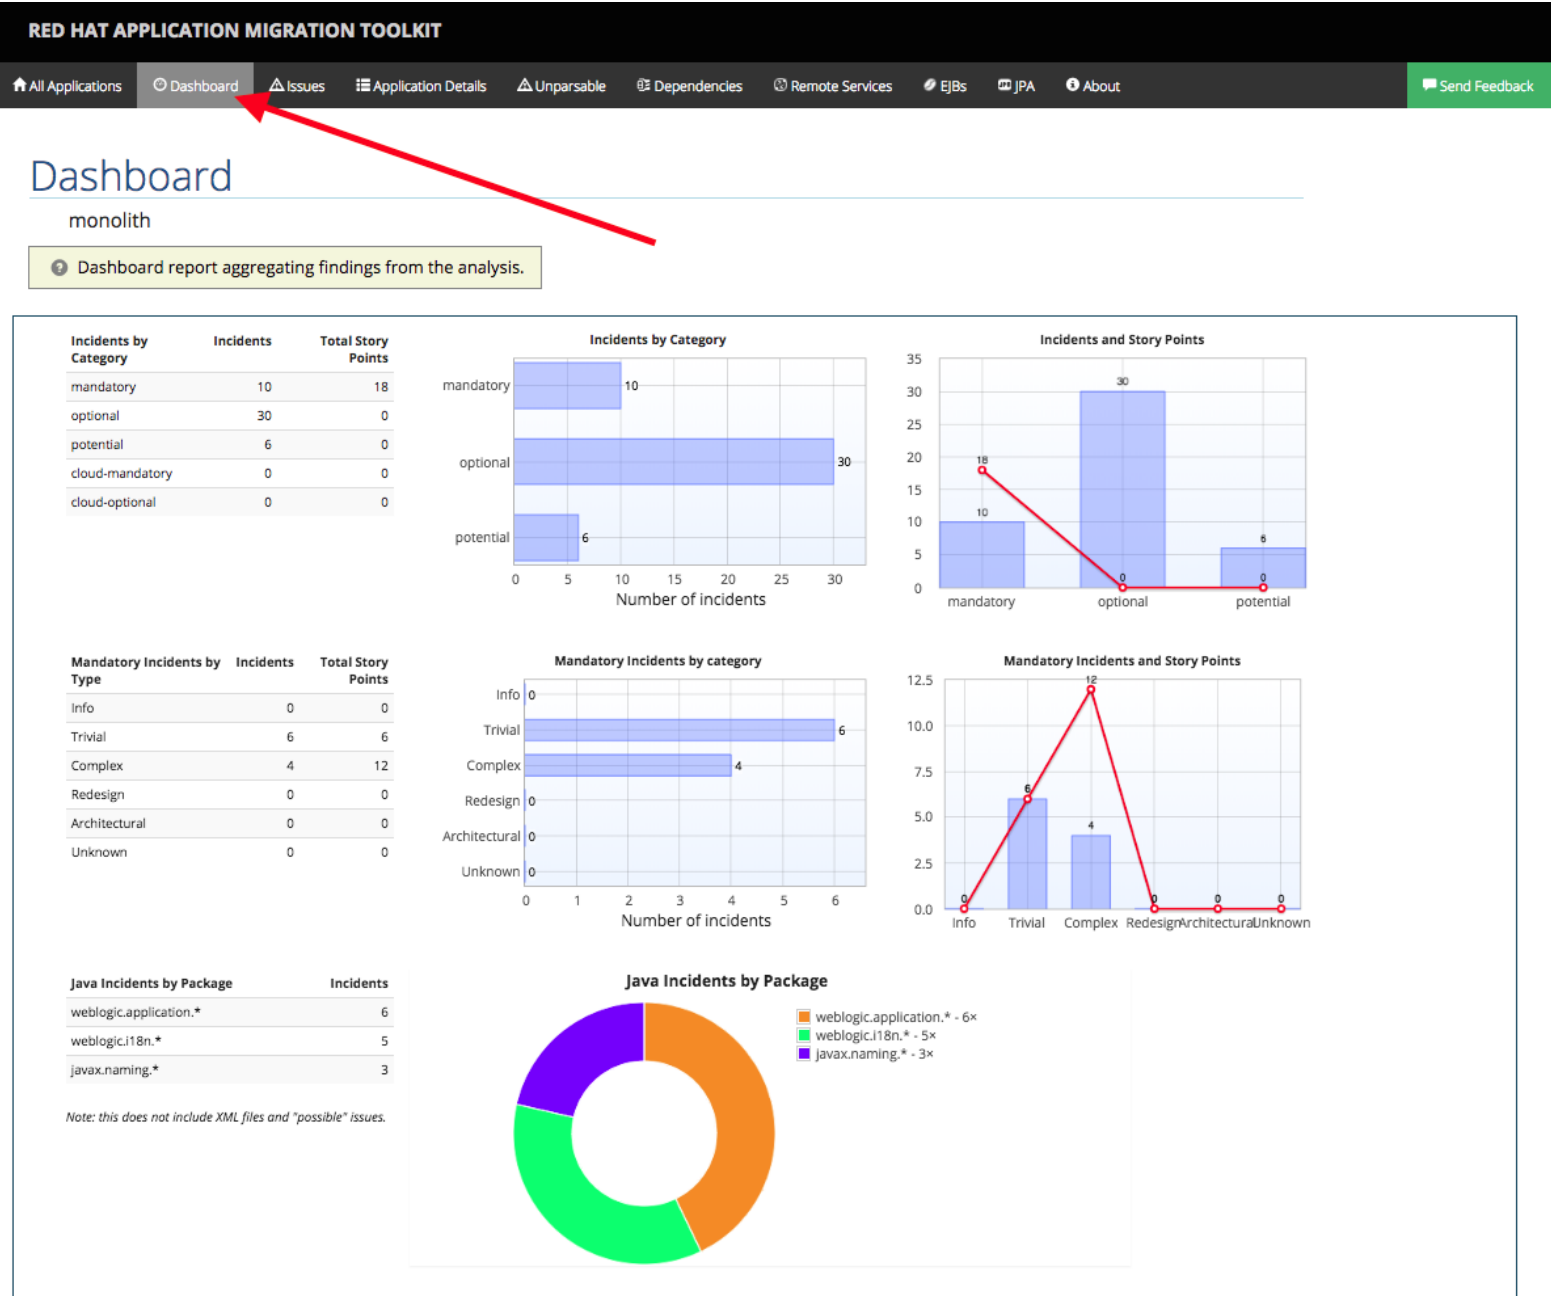 RED HAT APPLICATION MIGRATION TOOLKIT
All Applications Dashboard Issues Application Details Unparsable Dependencies Remote Services EJBs JPA About Send Feedback
Dashboard
monolith
Dashboard report aggregating findings from the analysis.
Incidents by Category Incidents Total Story Points
mandatory 10 18
optional 30 0
potential 6 0
cloud-mandatory 0 0
cloud-optional 0 0
Incidents by Category
mandatory 10
optional 30
potential 6
0 5 10 15 20 25 30
Number of incidents
Incidents and Story Points
35
30
25
20
15
10
5
0
18
10
30
0
6
0
mandatory optional potential
Mandatory Incidents by Type Incidents Total Story Points
Info 0 0
Trivial 6 6
Complex 4 12
Redesign 0 0
Architectural 0 0
Unknown 0 0
Mandatory Incidents by category
Info 0
Trivial 6
Complex 4
Redesign 0
Architectural 0
Unknown 0
0 1 2 3 4 5 6
Number of incidents
Mandatory Incidents and Story Points
12.5
10.0
7.5
5.0
2.5
0.0
12
6
4
0 0 0 0
Info Trivial Complex Redesign Architectural Unknown
Java Incidents by Package Incidents
weblogic.application.* 6
weblogic.i18n.* 5
javax.naming.* 3
Note: this does not include XML files and "possible" issues.
Java Incidents by Package
weblogic.application.* - 6×
weblogic.i18n.* - 5×
javax.naming.* - 3×